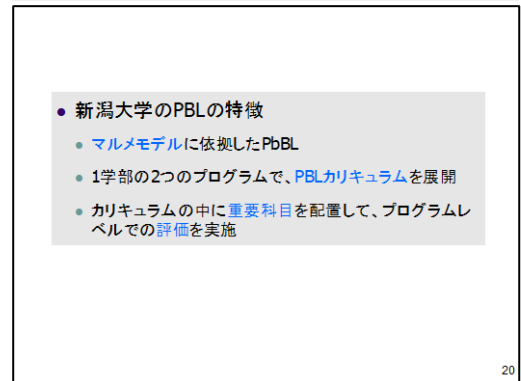 ● 新潟大学のPBLの特徴
● マルメモデルに依拠したPbBL
● 1学部の2つのプログラムで、PBLカリキュラムを展開
● カリキュラムの中に重要科目を配置して、プログラムレ
ベルでの評価を実施
20